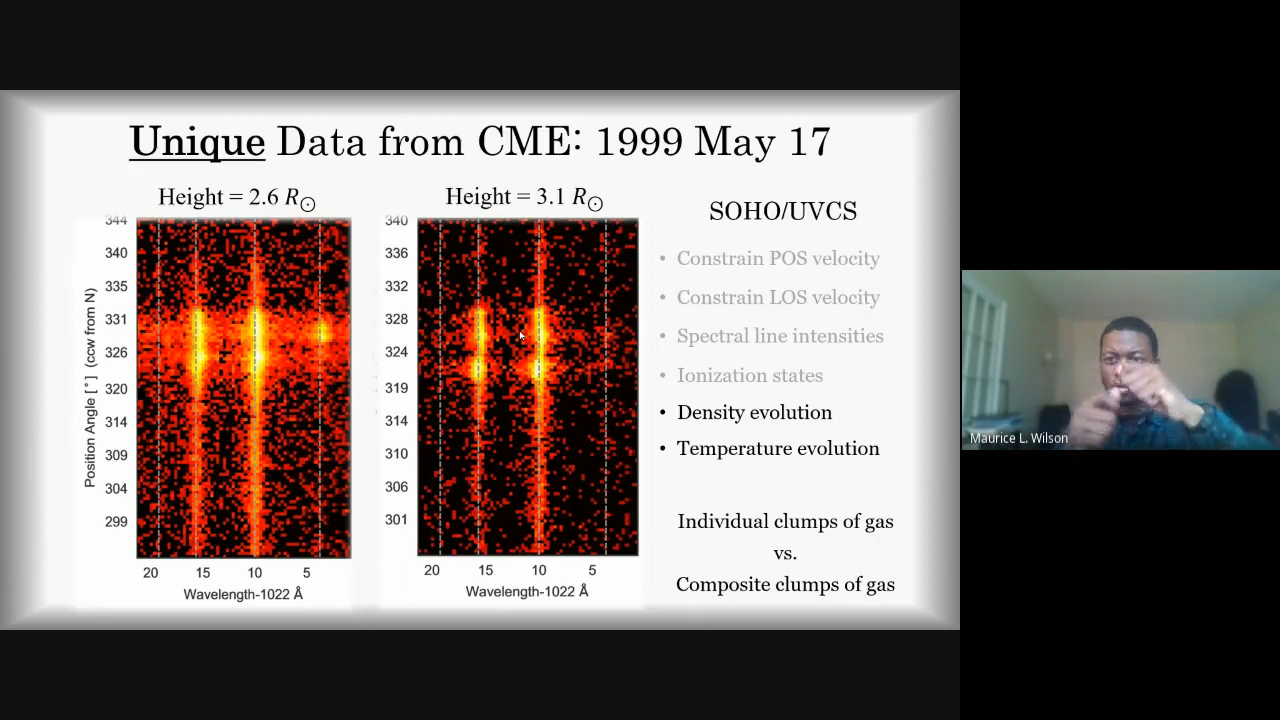 Unique Data from CME: 1999 May 17
Height = 2.6 R☉
344
340
335
331
326
320
314
309
304
299
Position Angle [°] (ccw from N)
20 15 10 5
Wavelength-1022 Å
Height = 3.1 R☉
340
336
332
328
324
319
314
310
306
301
20 15 10 5
Wavelength-1022 Å
SOHO/UVCS
• Constrain POS velocity
• Constrain LOS velocity
• Spectral line intensities
• Ionization states
• Density evolution
• Temperature evolution
Individual clumps of gas
vs.
Composite clumps of gas
Maurice L. Wilson